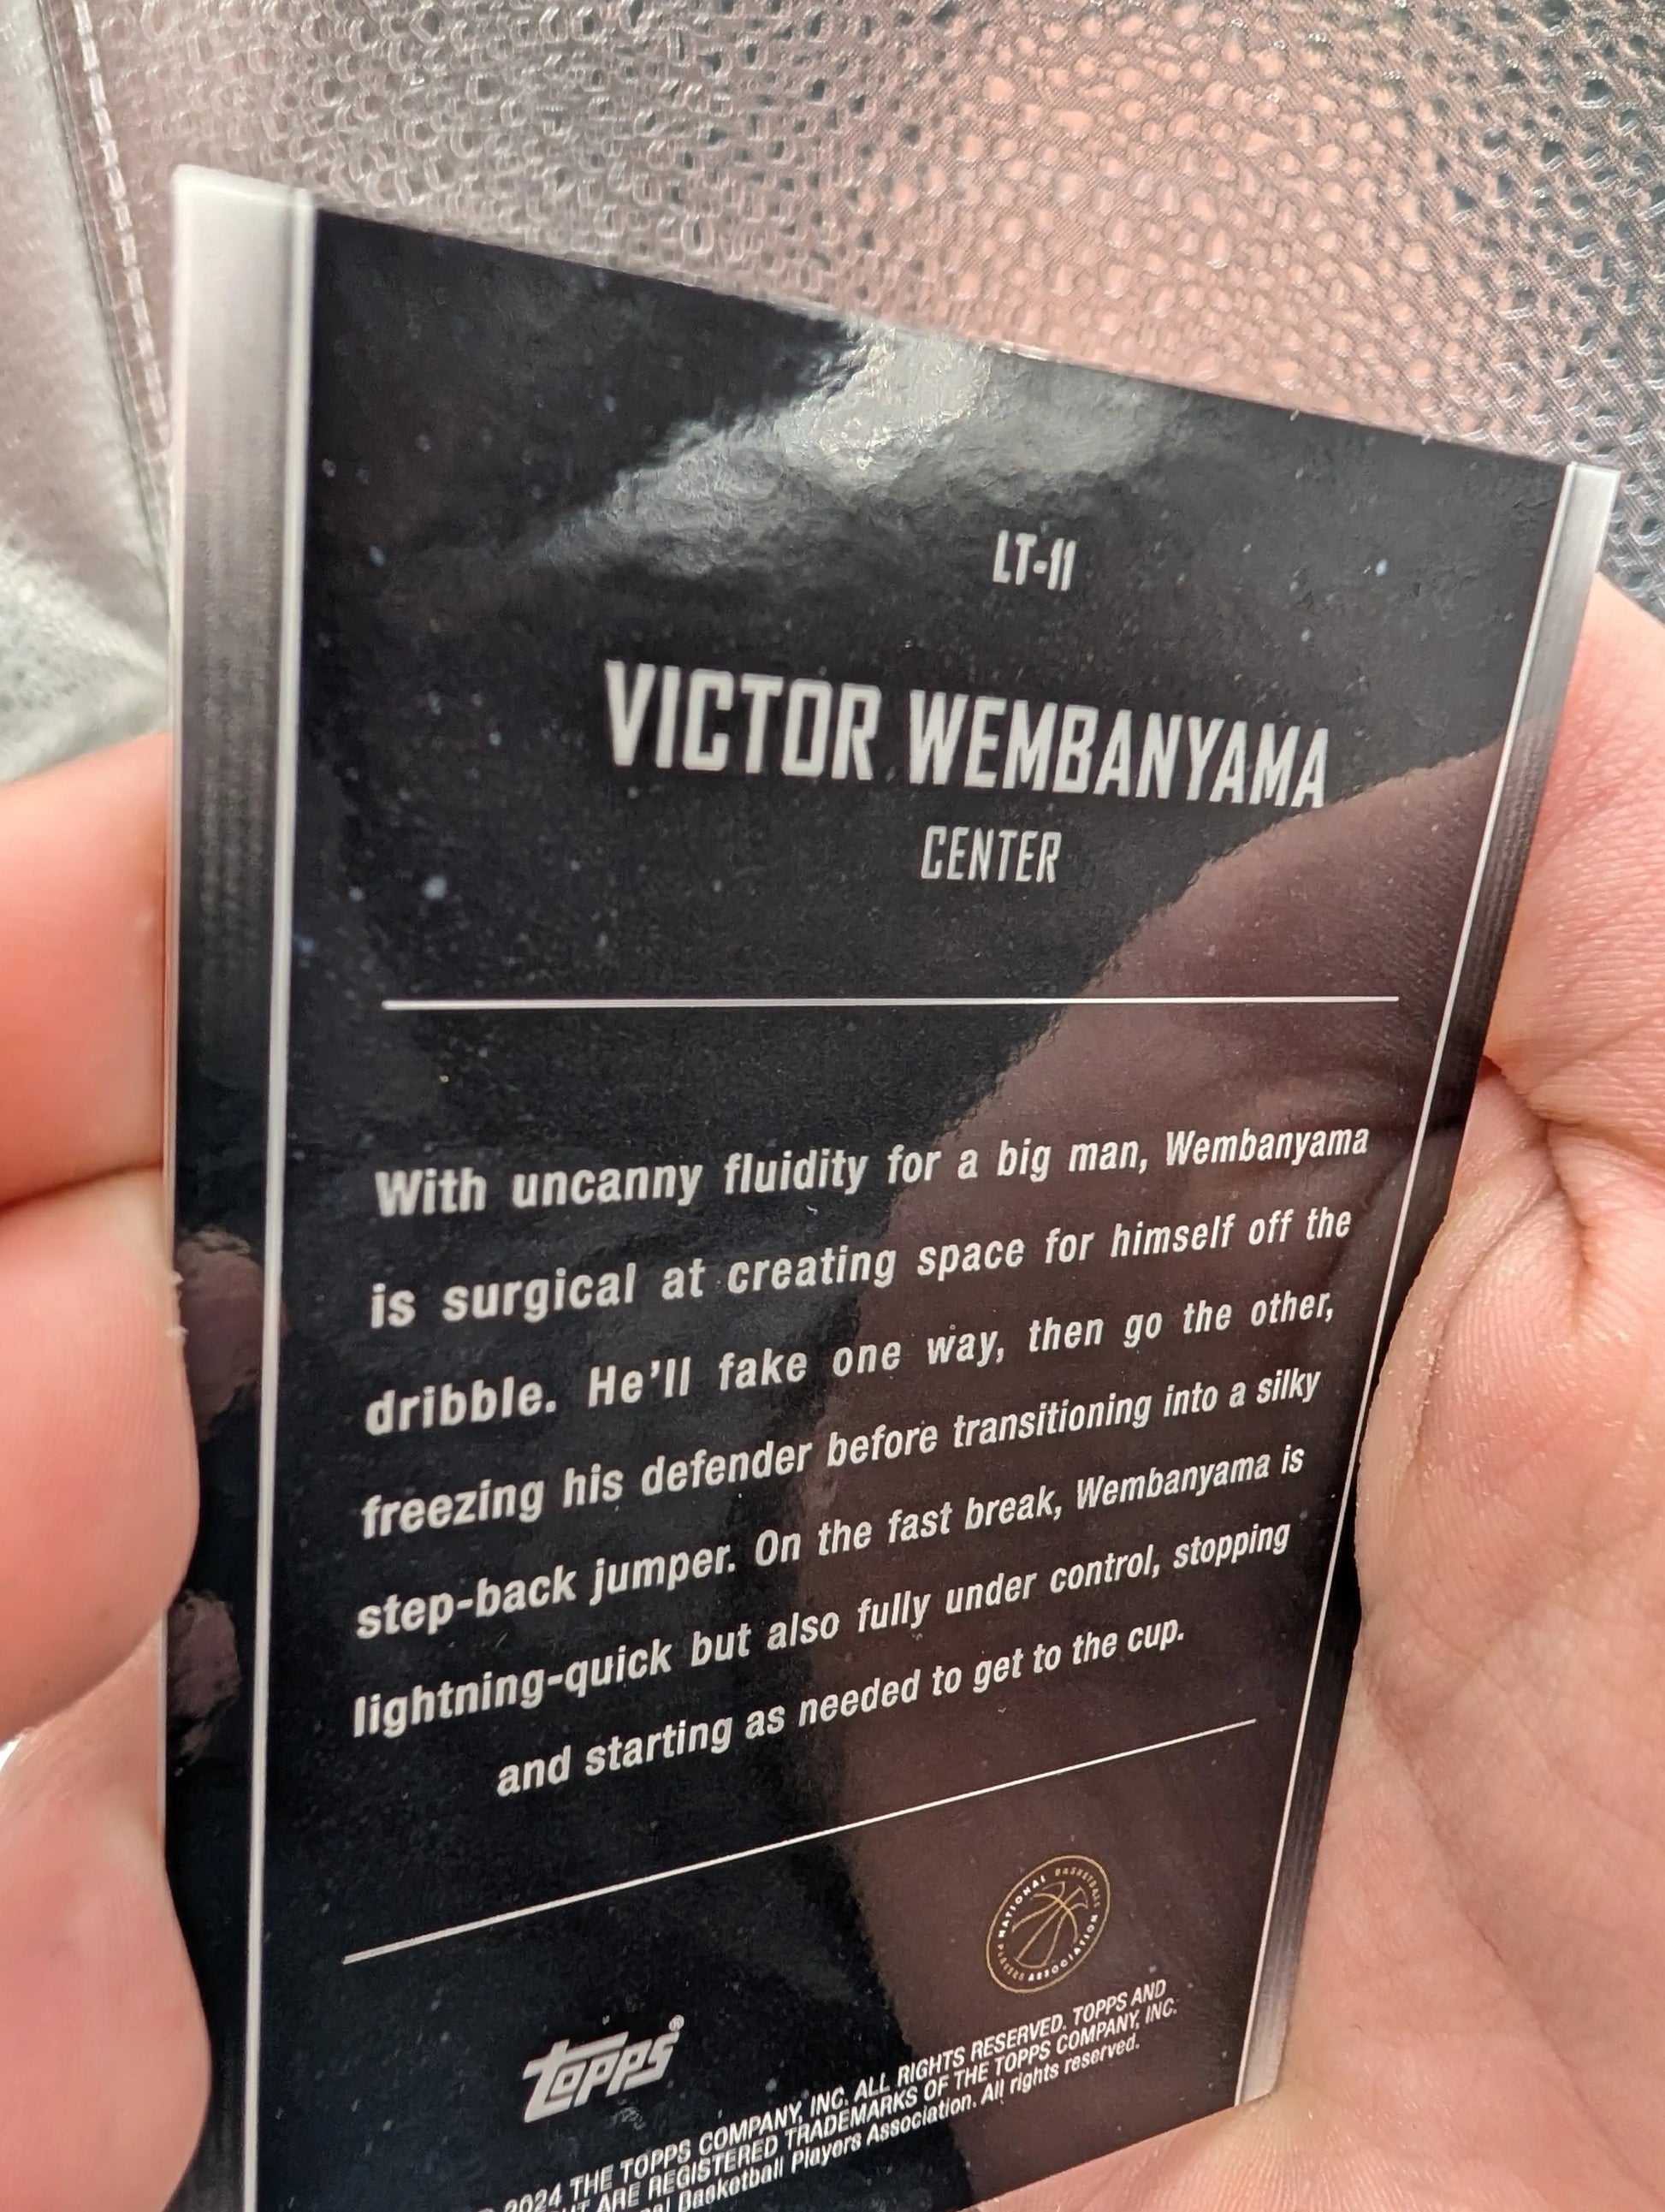 LT-11
VICTOR WEMBANYAMA
CENTER
With uncanny fluidity for a big man, Wembanyama
is surgical at creating space for himself off the
dribble. He'll fake one way, then go the other,
freezing his defender before transitioning into a silky
step-back jumper. On the fast break, Wembanyama is
lightning-quick but also fully under control, stopping
and starting as needed to get to the cup.
NATIONAL BASKETBALL PLAYERS ASSOCIATION
TOPPS®
2024 THE TOPPS COMPANY, INC. ALL RIGHTS RESERVED. TOPPS AND
ARE REGISTERED TRADEMARKS OF THE TOPPS COMPANY, INC.
Basketball Players Association. All rights reserved.